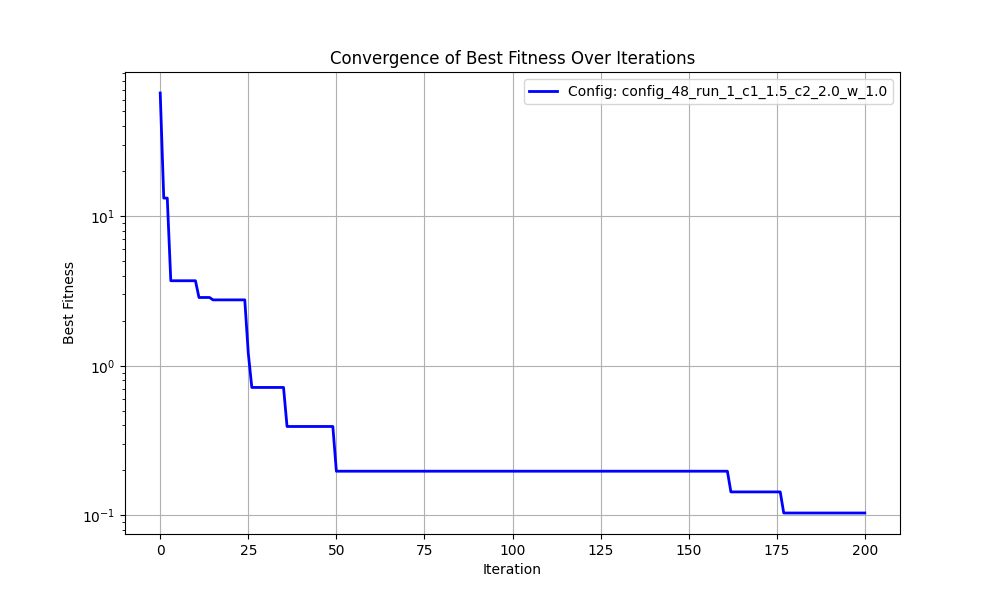 Convergence of Best Fitness Over Iterations
Config: config_48_run_1_c1_1.5_c2_2.0_w_1.0
Best Fitness
10¹
10⁰
10⁻¹
0 25 50 75 100 125 150 175 200
Iteration